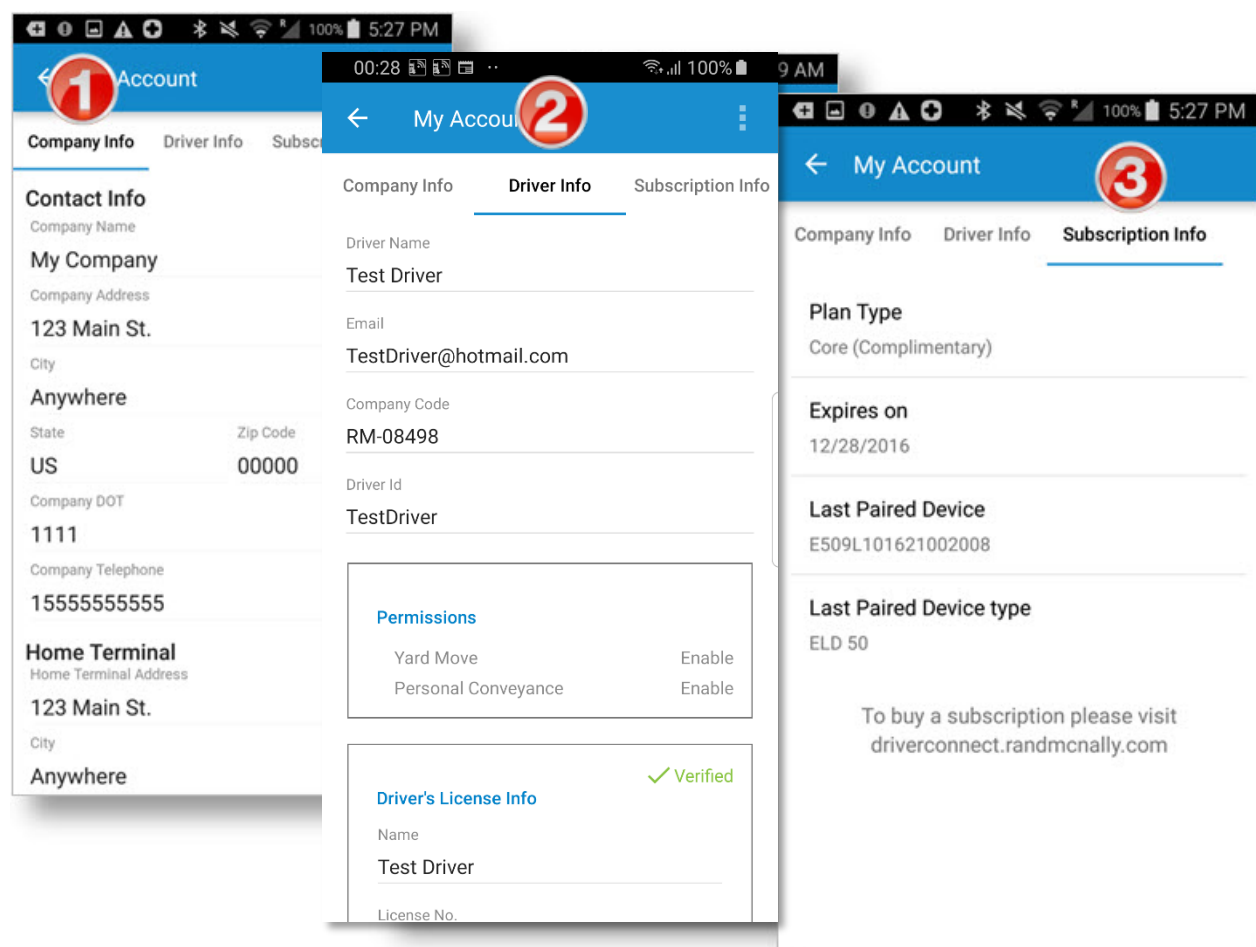 100% 5:27 PM
1
Account
Company Info Driver Info Subsc
Contact Info
Company Name
My Company
Company Address
123 Main St.
City
Anywhere
State Zip Code
US 00000
Company DOT
1111
Company Telephone
15555555555
Home Terminal
Home Terminal Address
123 Main St.
City
Anywhere
00:28 100%
My Accou
2
Company Info Driver Info Subscription Info
Driver Name
Test Driver
Email
TestDriver@hotmail.com
Company Code
RM-08498
Driver Id
TestDriver
Permissions
Yard Move Enable
Personal Conveyance Enable
Verified
Driver's License Info
Name
Test Driver
License No.
9 AM
R 100% 5:27 PM
My Account
3
Company Info Driver Info Subscription Info
Plan Type
Core (Complimentary)
Expires on
12/28/2016
Last Paired Device
E509L101621002008
Last Paired Device type
ELD 50
To buy a subscription please visit
driverconnect.randmcnally.com